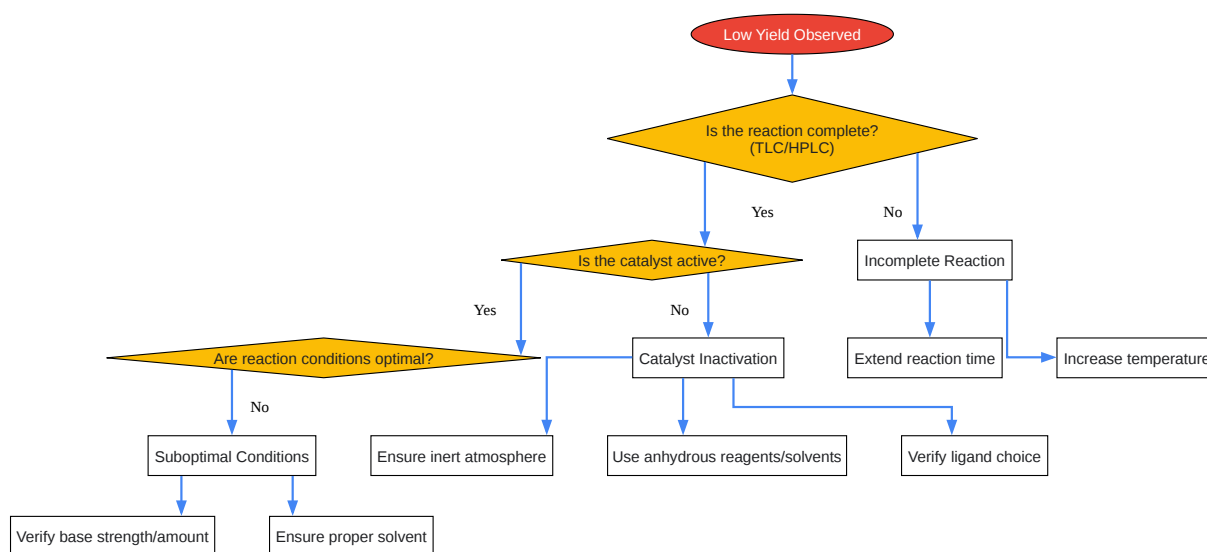 Low Yield Observed
Is the reaction complete?
(TLC/HPLC)
Yes
No
Is the catalyst active?
Incomplete Reaction
Yes
No
Are reaction conditions optimal?
Catalyst Inactivation
Extend reaction time
Increase temperature
No
Suboptimal Conditions
Ensure inert atmosphere
Use anhydrous reagents/solvents
Verify ligand choice
Verify base strength/amount
Ensure proper solvent